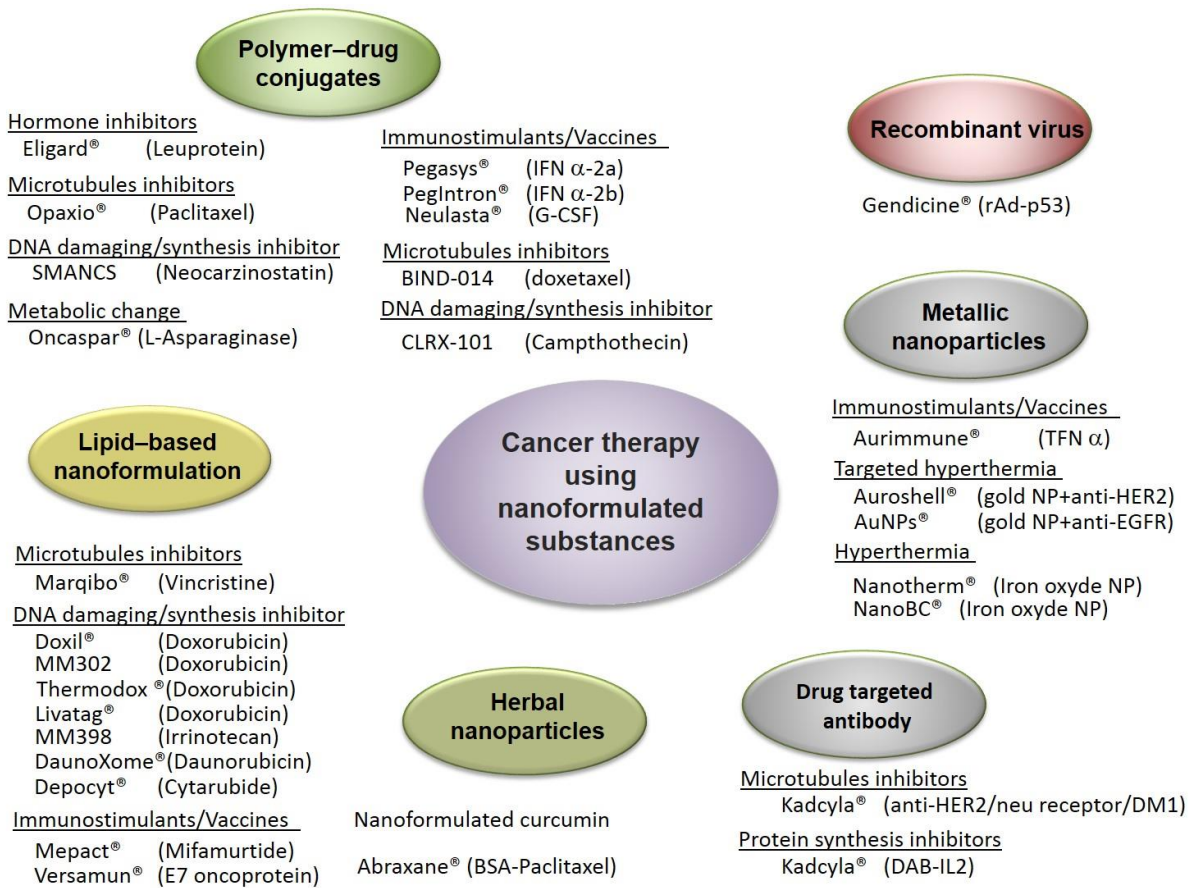 Polymer–drug
conjugates
Hormone inhibitors
Eligard® (Leuprotein)
Microtubules inhibitors
Opaxio® (Paclitaxel)
DNA damaging/synthesis inhibitor
SMANCS (Neocarzinostatin)
Metabolic change
Oncaspar® (L-Asparaginase)
Immunostimulants/Vaccines
Pegasys® (IFN α-2a)
PegIntron® (IFN α-2b)
Neulasta® (G-CSF)
Microtubules inhibitors
BIND-014 (doxetaxel)
DNA damaging/synthesis inhibitor
CLRX-101 (Campthothecin)
Recombinant virus
Gendicine® (rAd-p53)
Metallic
nanoparticles
Immunostimulants/Vaccines
Aurimmune® (TFN α)
Targeted hyperthermia
Auroshell® (gold NP+anti-HER2)
AuNPs® (gold NP+anti-EGFR)
Hyperthermia
Nanotherm® (Iron oxyde NP)
NanoBC® (Iron oxyde NP)
Cancer therapy
using
nanoformulated
substances
Lipid–based
nanoformulation
Microtubules inhibitors
Marqibo® (Vincristine)
DNA damaging/synthesis inhibitor
Doxil® (Doxorubicin)
MM302 (Doxorubicin)
Thermodox ® (Doxorubicin)
Livatag® (Doxorubicin)
MM398 (Irrinotecan)
DaunoXome® (Daunorubicin)
Depocyt® (Cytarubide)
Immunostimulants/Vaccines
Mepact® (Mifamurtide)
Versamun® (E7 oncoprotein)
Herbal
nanoparticles
Nanoformulated curcumin
Abraxane® (BSA-Paclitaxel)
Drug targeted
antibody
Microtubules inhibitors
Kadcyla® (anti-HER2/neu receptor/DM1)
Protein synthesis inhibitors
Kadcyla® (DAB-IL2)